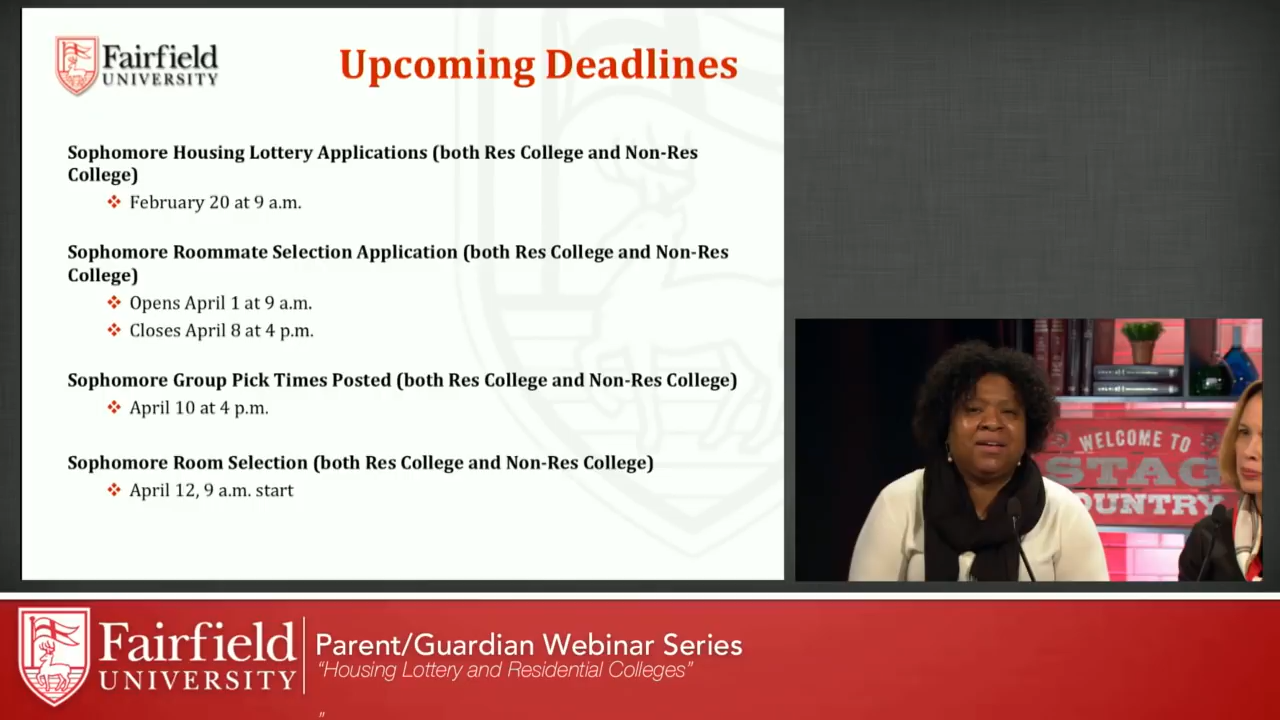 Fairfield
UNIVERSITY
Upcoming Deadlines
Sophomore Housing Lottery Applications (both Res College and Non-Res
College)
❖ February 20 at 9 a.m.
Sophomore Roommate Selection Application (both Res College and Non-Res
College)
❖ Opens April 1 at 9 a.m.
❖ Closes April 8 at 4 p.m.
Sophomore Group Pick Times Posted (both Res College and Non-Res College)
❖ April 10 at 4 p.m.
Sophomore Room Selection (both Res College and Non-Res College)
❖ April 12, 9 a.m. start
WELCOME TO
STAG
OUNTRY
Fairfield
UNIVERSITY
Parent/Guardian Webinar Series
“Housing Lottery and Residential Colleges”
”